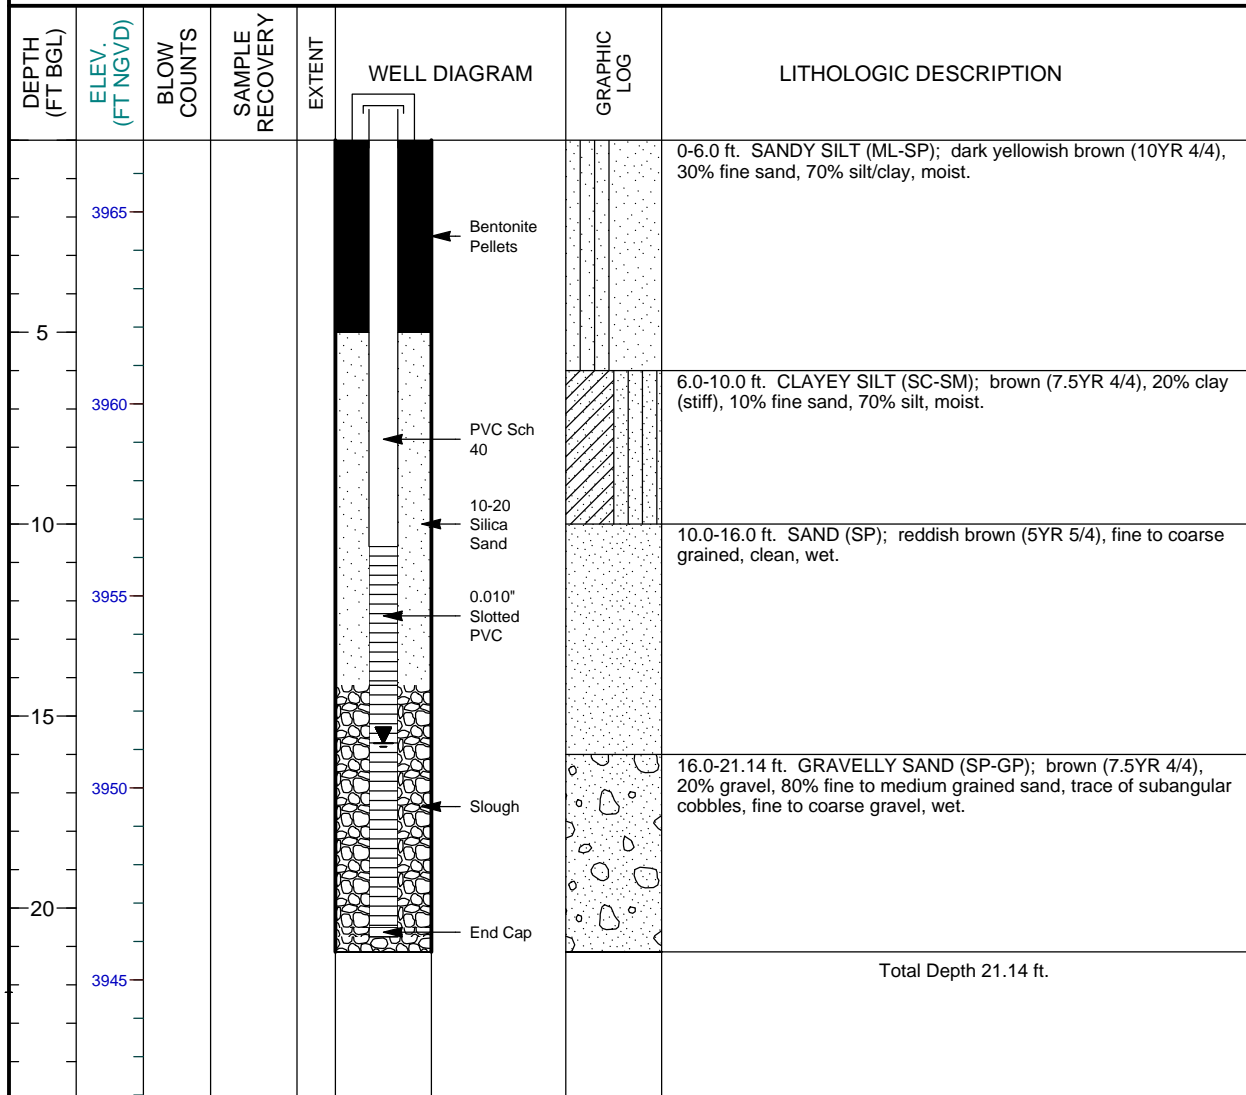 DEPTH
(FT BGL)
ELEV.
(FT NGVD)
BLOW
COUNTS
SAMPLE
RECOVERY
EXTENT
WELL DIAGRAM
GRAPHIC
LOG
LITHOLOGIC DESCRIPTION
0-6.0 ft. SANDY SILT (ML-SP); dark yellowish brown (10YR 4/4),
30% fine sand, 70% silt/clay, moist.
3965
Bentonite
Pellets
5
6.0-10.0 ft. CLAYEY SILT (SC-SM); brown (7.5YR 4/4), 20% clay
(stiff), 10% fine sand, 70% silt, moist.
3960
PVC Sch
40
10-20
Silica
Sand
10
10.0-16.0 ft. SAND (SP); reddish brown (5YR 5/4), fine to coarse
grained, clean, wet.
3955
0.010"
Slotted
PVC
15
16.0-21.14 ft. GRAVELLY SAND (SP-GP); brown (7.5YR 4/4),
20% gravel, 80% fine to medium grained sand, trace of subangular
cobbles, fine to coarse gravel, wet.
3950
Slough
20
End Cap
3945
Total Depth 21.14 ft.